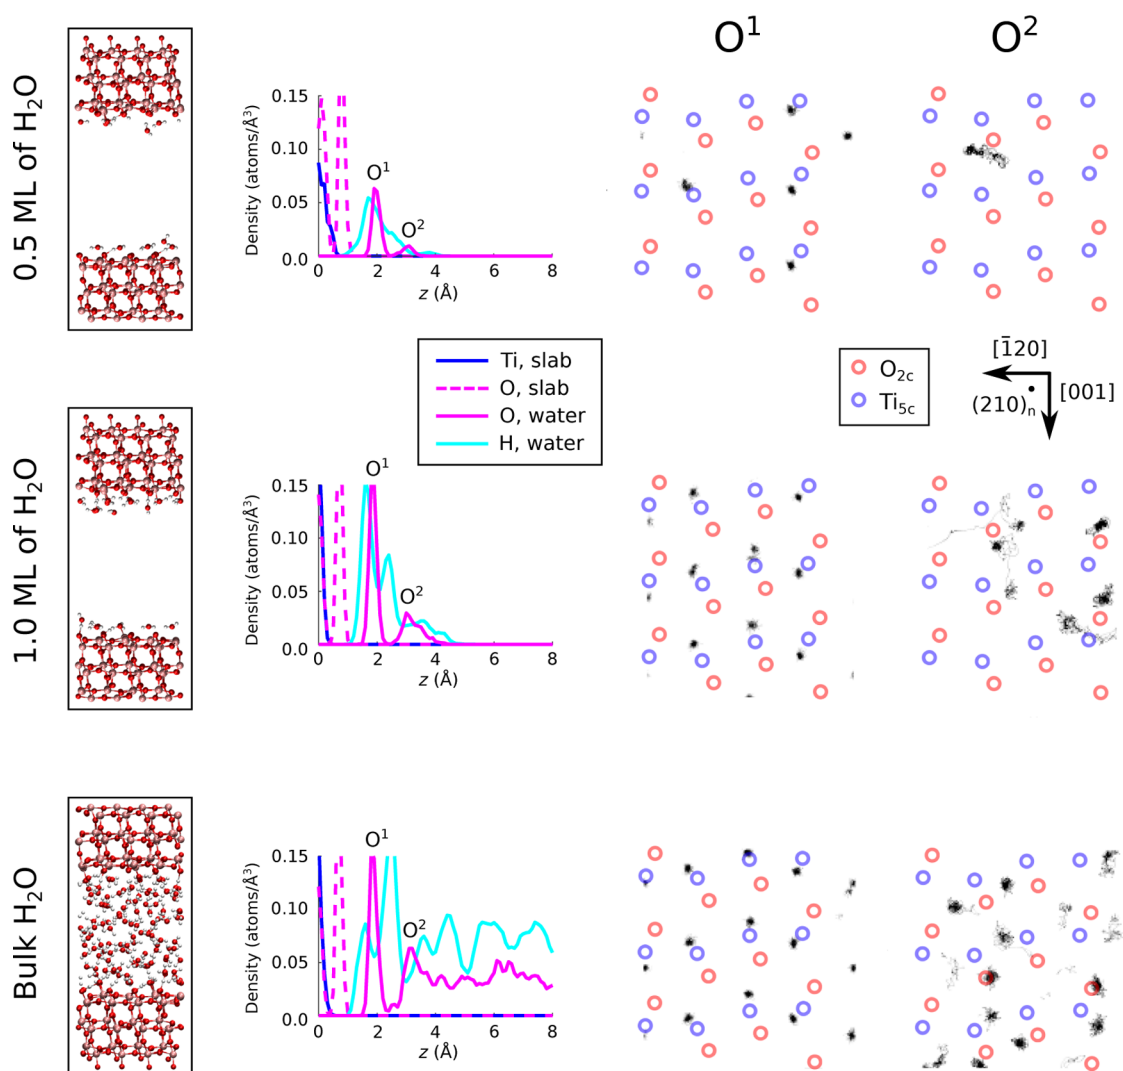 O¹ O²
0.5 ML of H₂O
Density (atoms/Å³)
0.15
0.10
0.05
0.0
O¹
O²
0 2 4 6 8
z (Å)
Ti, slab
O, slab
O, water
H, water
O₂c
Ti₅c
[1̄20]
[001]
(210)ₙ
1.0 ML of H₂O
Density (atoms/Å³)
0.15
0.10
0.05
0.0
O¹
O²
0 2 4 6 8
z (Å)
Bulk H₂O
Density (atoms/Å³)
0.15
0.10
0.05
0.0
O¹
O²
0 2 4 6 8
z (Å)